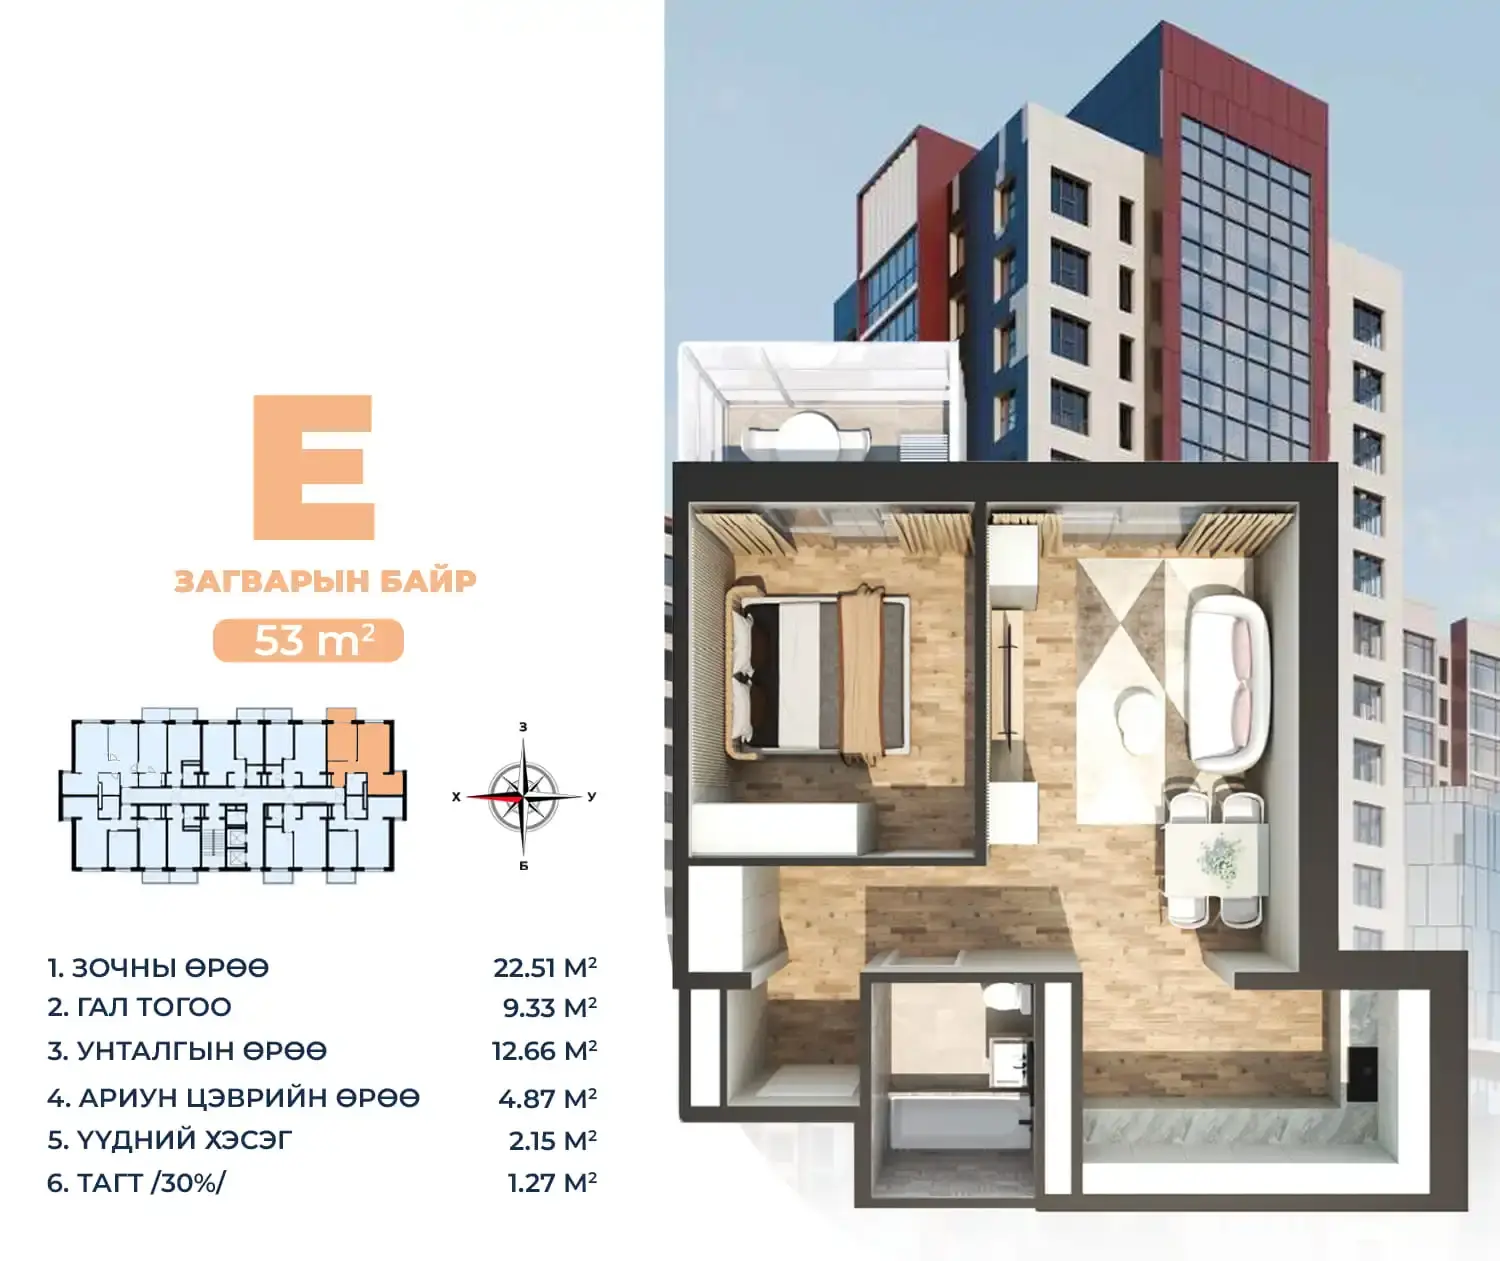 E
ЗАГВАРЫН БАЙР
53 m²
З
Х
У
Б
1. ЗОЧНЫ ӨРӨӨ 22.51 М²
2. ГАЛ ТОГОО 9.33 М²
3. УНТАЛГЫН ӨРӨӨ 12.66 М²
4. АРИУН ЦЭВРИЙН ӨРӨӨ 4.87 М²
5. ҮҮДНИЙ ХЭСЭГ 2.15 М²
6. ТАГТ /30%/ 1.27 М²